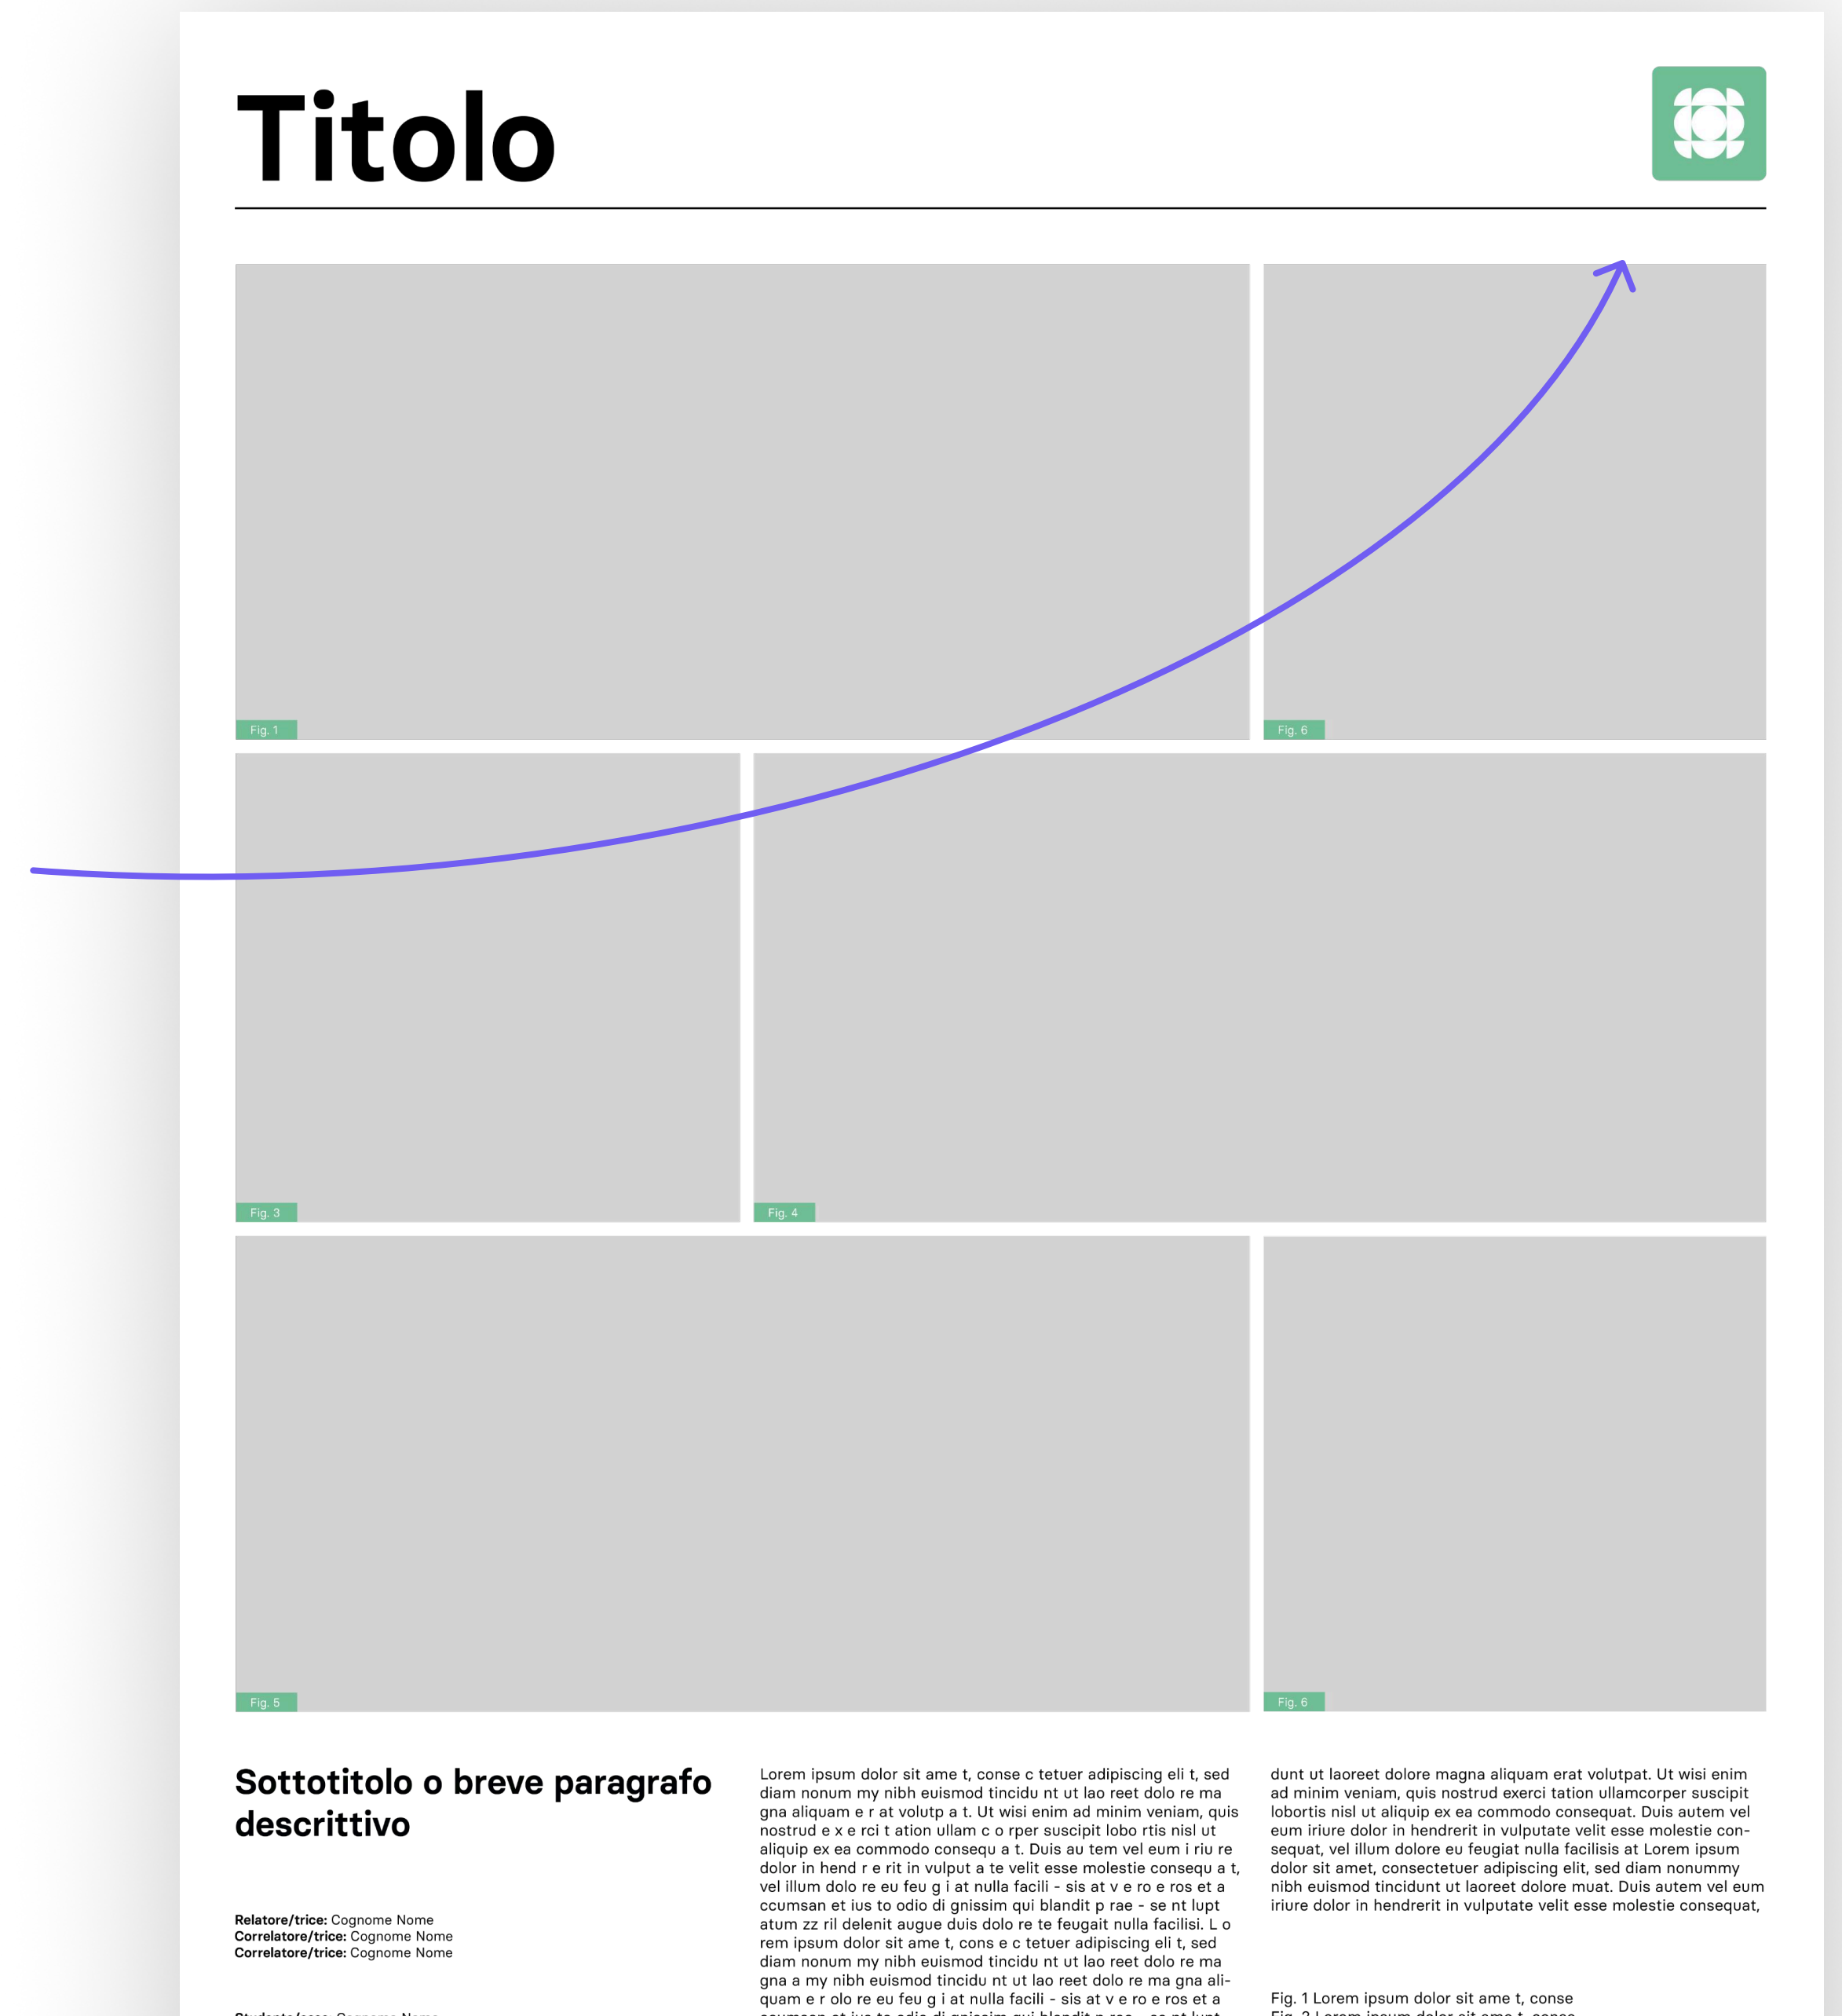 Titolo
Fig. 1
Fig. 6
Fig. 3
Fig. 4
Fig. 5
Fig. 6
Sottotitolo o breve paragrafo
descrittivo
Relatore/trice: Cognome Nome
Correlatore/trice: Cognome Nome
Correlatore/trice: Cognome Nome
Lorem ipsum dolor sit ame t, conse c tetuer adipiscing eli t, sed
diam nonum my nibh euismod tincidu nt ut lao reet dolo re ma
gna aliquam e r at volutp a t. Ut wisi enim ad minim veniam, quis
nostrud e x e rci t ation ullam c o rper suscipit lobo rtis nisl ut
aliquip ex ea commodo consequ a t. Duis au tem vel eum i riu re
dolor in hend r e rit in vulput a te velit esse molestie consequ a t,
vel illum dolo re eu feu g i at nulla facili - sis at v e ro e ros et a
ccumsan et ius to odio di gnissim qui blandit p rae - se nt lupt
atum zz ril delenit augue duis dolo re te feugait nulla facilisi. L o
rem ipsum dolor sit ame t, cons e c tetuer adipiscing eli t, sed
diam nonum my nibh euismod tincidu nt ut lao reet dolo re ma
gna a my nibh euismod tincidu nt ut lao reet dolo re ma gna ali-
quam e r olo re eu feu g i at nulla facili - sis at v e ro e ros et a
dunt ut laoreet dolore magna aliquam erat volutpat. Ut wisi enim
ad minim veniam, quis nostrud exerci tation ullamcorper suscipit
lobortis nisl ut aliquip ex ea commodo consequat. Duis autem vel
eum iriure dolor in hendrerit in vulputate velit esse molestie con-
sequat, vel illum dolore eu feugiat nulla facilisis at Lorem ipsum
dolor sit amet, consectetuer adipiscing elit, sed diam nonummy
nibh euismod tincidunt ut laoreet dolore muat. Duis autem vel eum
iriure dolor in hendrerit in vulputate velit esse molestie consequat,
Fig. 1 Lorem ipsum dolor sit ame t, conse